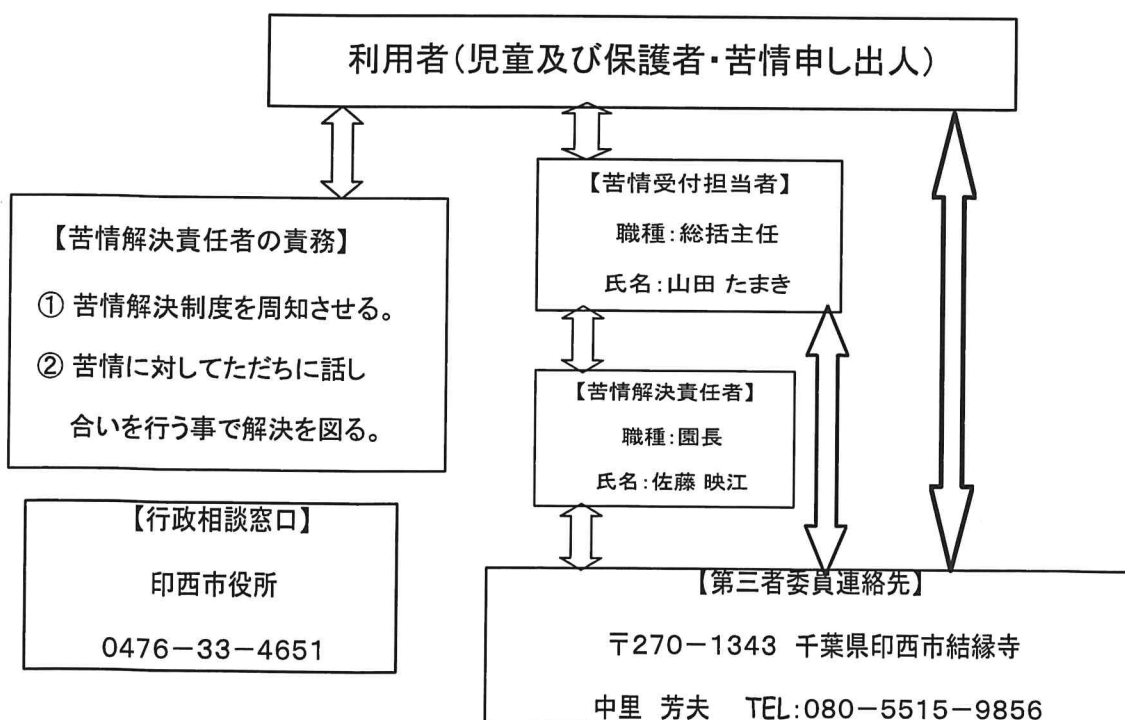 利用者(児童及び保護者・苦情申し出人)
【苦情解決責任者の責務】
① 苦情解決制度を周知させる。
② 苦情に対してただちに話し
合いを行う事で解決を図る。
【苦情受付担当者】
職種:総括主任
氏名:山田 たまき
【苦情解決責任者】
職種:園長
氏名:佐藤 映江
【行政相談窓口】
印西市役所
0476-33-4651
【第三者委員連絡先】
〒270-1343 千葉県印西市結縁寺
中里 芳夫 TEL:080-5515-9856